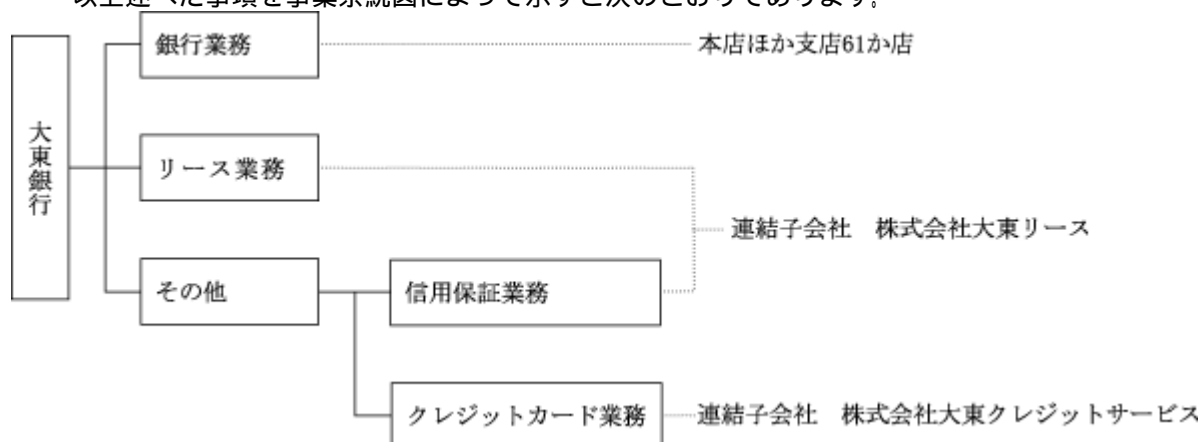 以上述べた事項を事業系統図によって示すと次のとおりであります。
銀行業務
本店ほか支店61か店
大東銀行
リース業務
連結子会社　株式会社大東リース
その他
信用保証業務
クレジットカード業務
連結子会社　株式会社大東クレジットサービス